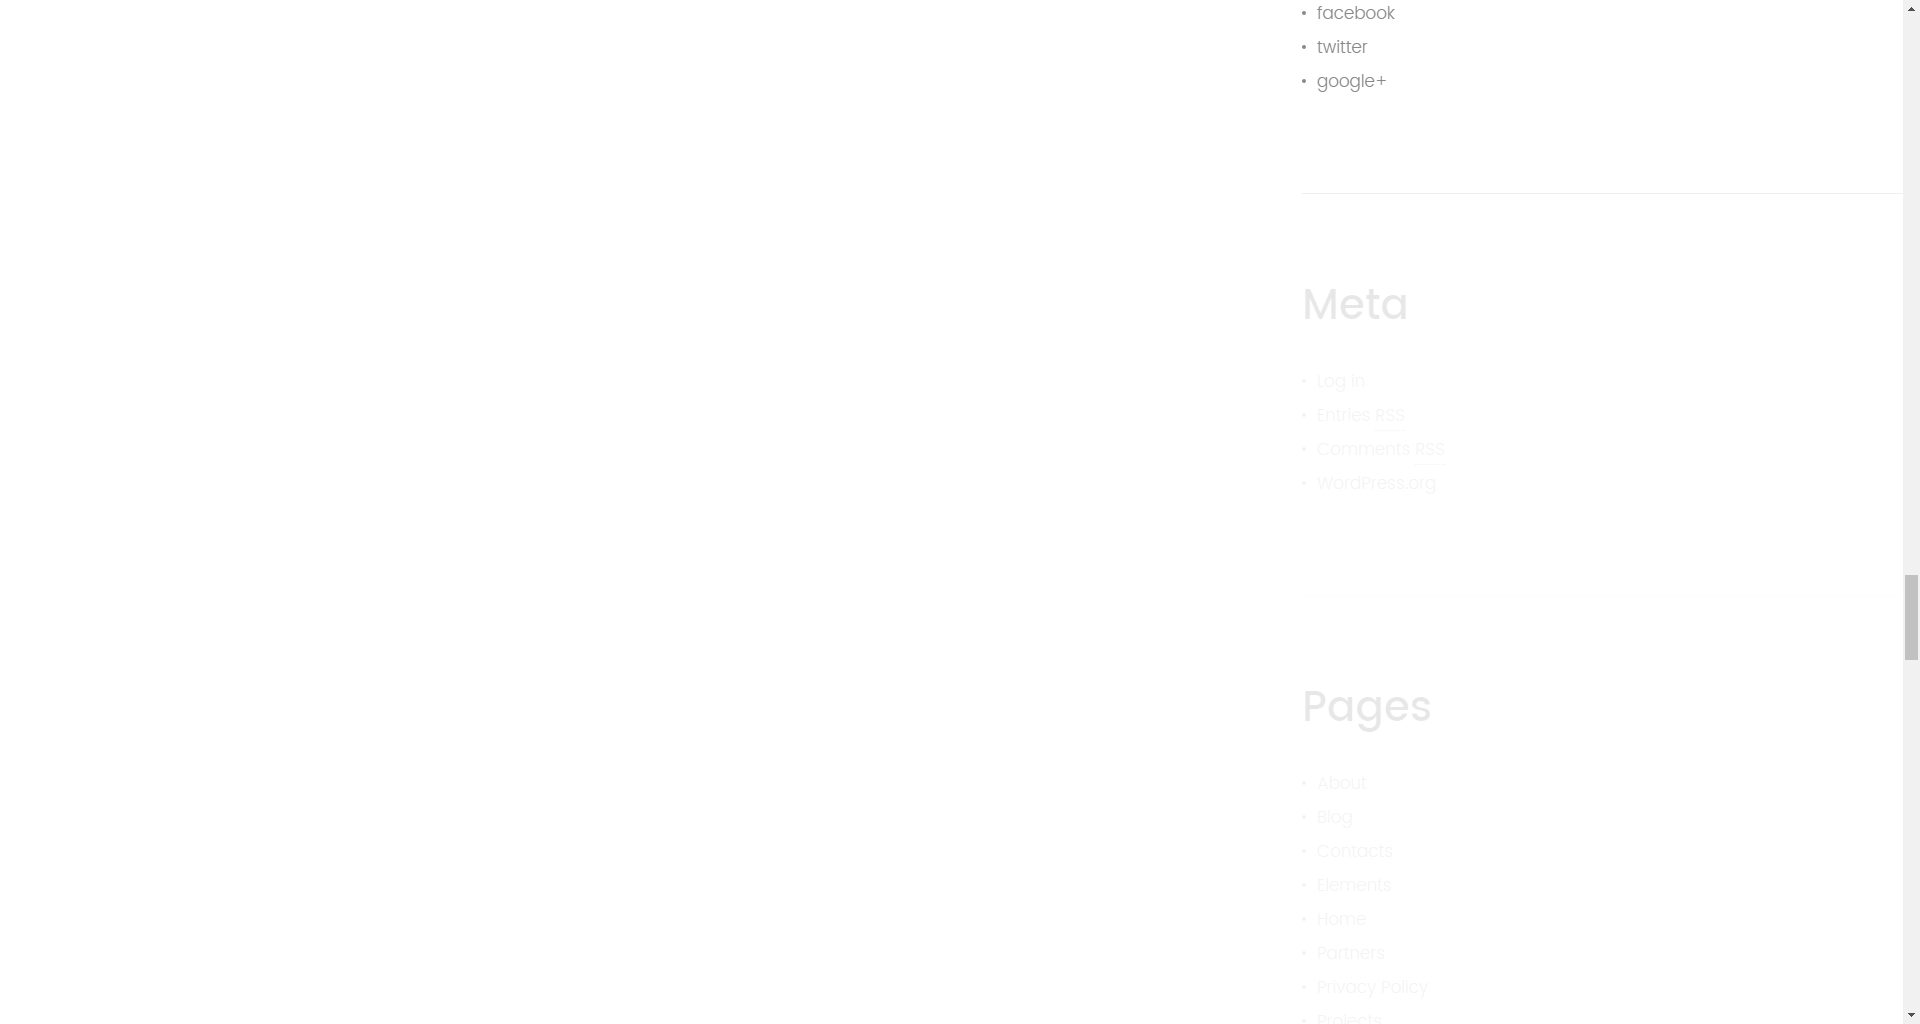 facebook
twitter
google+
Meta
Log in
Entries RSS
Comments RSS
WordPress.org
Pages
About
Blog
Contacts
Elements
Home
Partners
Privacy Policy
Projects